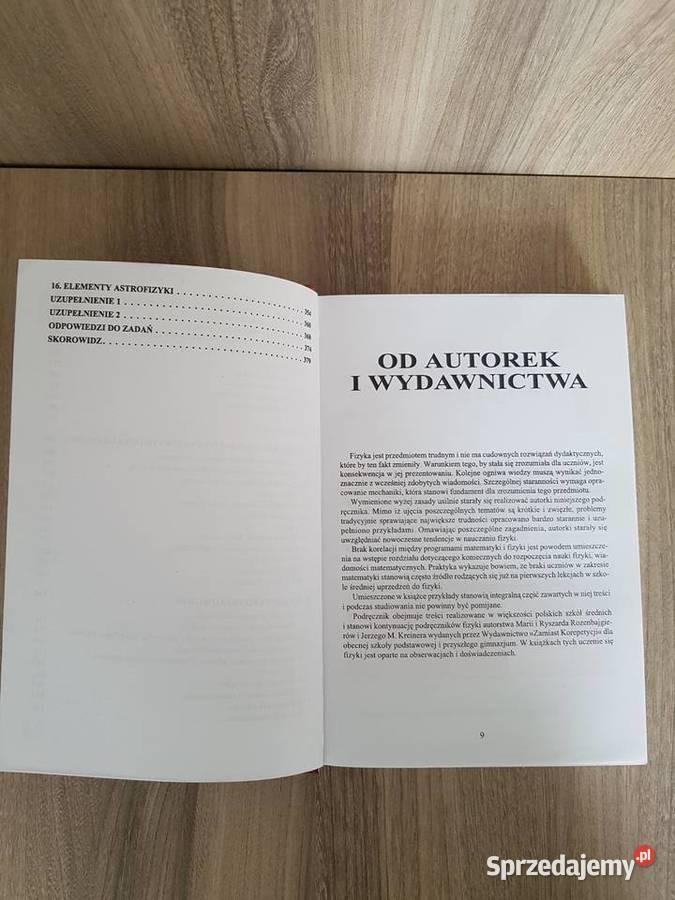 16. ELEMENTY ASTROFIZYKI . . . . . . . . . . . . . . . . . . . . 356
UZUPEŁNIENIE 1 . . . . . . . . . . . . . . . . . . . . . . . . . . 366
UZUPEŁNIENIE 2 . . . . . . . . . . . . . . . . . . . . . . . . . . 368
ODPOWIEDZI DO ZADAŃ . . . . . . . . . . . . . . . . . . . . . . 374
SKOROWIDZ. . . . . . . . . . . . . . . . . . . . . . . . . . . . . 379
OD AUTOREK
I WYDAWNICTWA
Fizyka jest przedmiotem trudnym i nie ma cudownych rozwiązań dydaktycznych,
które by ten fakt zmieniły. Warunkiem tego, by stała się zrozumiała dla uczniów, jest
konsekwencja w jej prezentowaniu. Kolejne ogniwa wiedzy muszą wynikać jedno-
znacznie z wcześniej zdobytych wiadomości. Szczególnej staranności wymaga opra-
cowanie mechaniki, która stanowi fundament dla zrozumienia tego przedmiotu.
Wymienione wyżej zasady usilnie starały się realizować autorki niniejszego pod-
ręcznika. Mimo iż ujęcia poszczególnych tematów są krótkie i zwięzłe, problemy
tradycyjnie sprawiające największe trudności opracowano bardzo starannie i uzu-
pełniono przykładami. Omawiając poszczególne zagadnienia, autorki starały się
uwzględniać nowoczesne tendencje w nauczaniu fizyki.
Brak korelacji między programami matematyki i fizyki jest powodem umieszcze-
nia na wstępie rozdziału dotyczącego koniecznych do rozpoczęcia nauki fizyki, wia-
domości matematycznych. Praktyka wykazuje bowiem, że braki uczniów w zakresie
matematyki stanowią często źródło rodzących się już na pierwszych lekcjach w szko-
le średniej uprzedzeń do fizyki.
Umieszczone w książce przykłady stanowią integralną część zawartych w niej treści
i podczas studiowania nie powinny być pomijane.
Podręcznik obejmuje treści realizowane w większości polskich szkół średnich
i stanowi kontynuację podręczników fizyki autorstwa Marii i Ryszarda Rozenbajgie-
rów i Jerzego M. Kreinera wydanych przez Wydawnictwo »Zamiast Korepetycji« dla
obecnej szkoły podstawowej i przyszłego gimnazjum. W książkach tych uczenie się
fizyki jest oparte na obserwacjach i doświadczeniach.
9
Sprzedajemy.pl